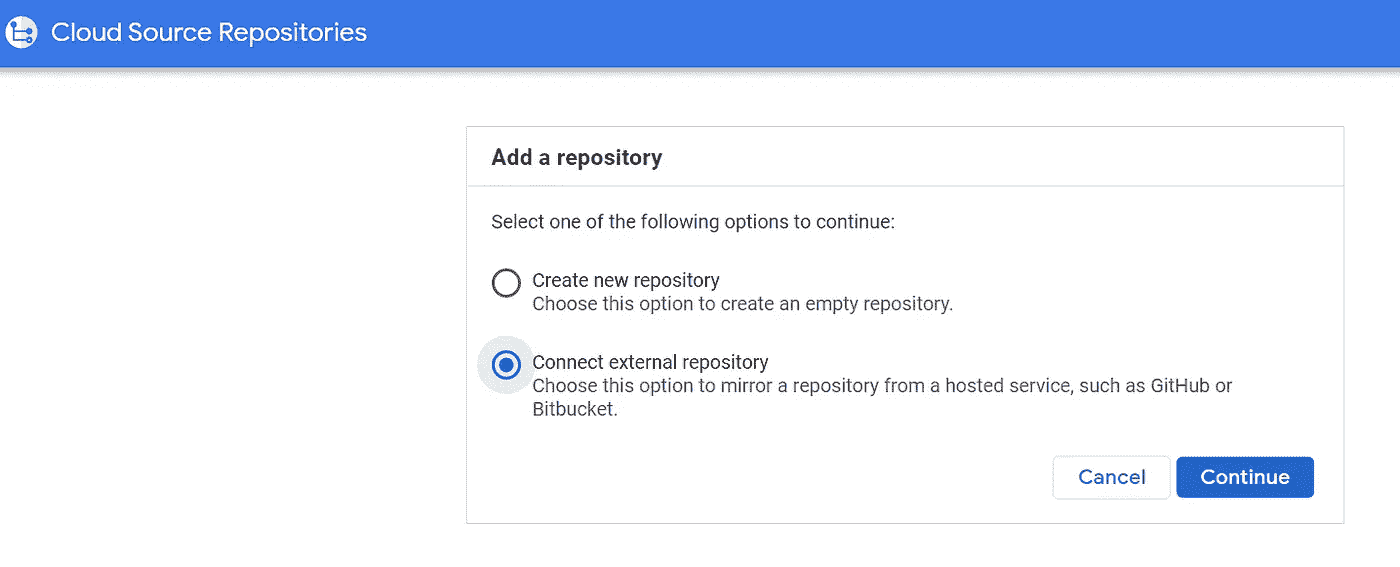 Cloud Source Repositories
Add a repository
Select one of the following options to continue:
Create new repository
Choose this option to create an empty repository.
Connect external repository
Choose this option to mirror a repository from a hosted service, such as GitHub or
Bitbucket.
Cancel Continue